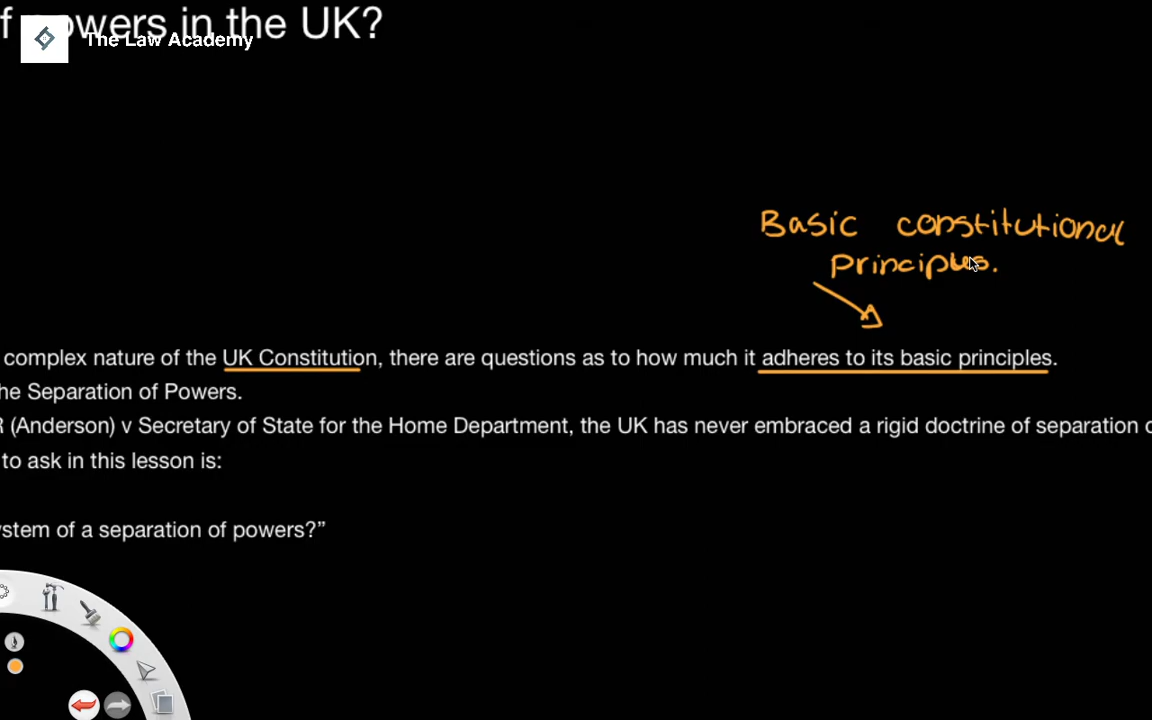 f powers in the UK?
The Law Academy
Basic constitutional
Principles.
complex nature of the UK Constitution, there are questions as to how much it adheres to its basic principles.
he Separation of Powers.
R (Anderson) v Secretary of State for the Home Department, the UK has never embraced a rigid doctrine of separation o
to ask in this lesson is:
ystem of a separation of powers?”